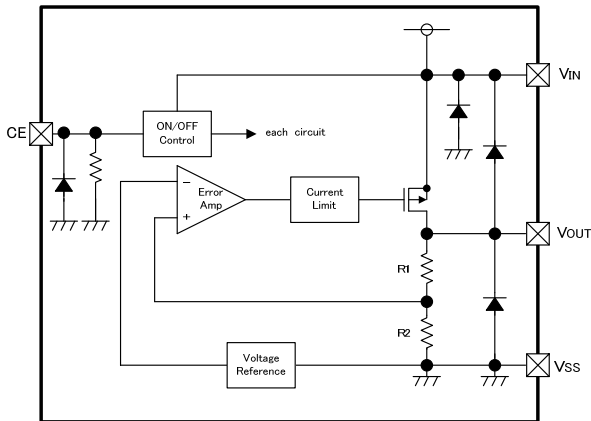 VIN
CE
ON/OFF
Control
each circuit
−
Error
Amp
+
Current
Limit
VOUT
R1
R2
Voltage
Reference
VSS